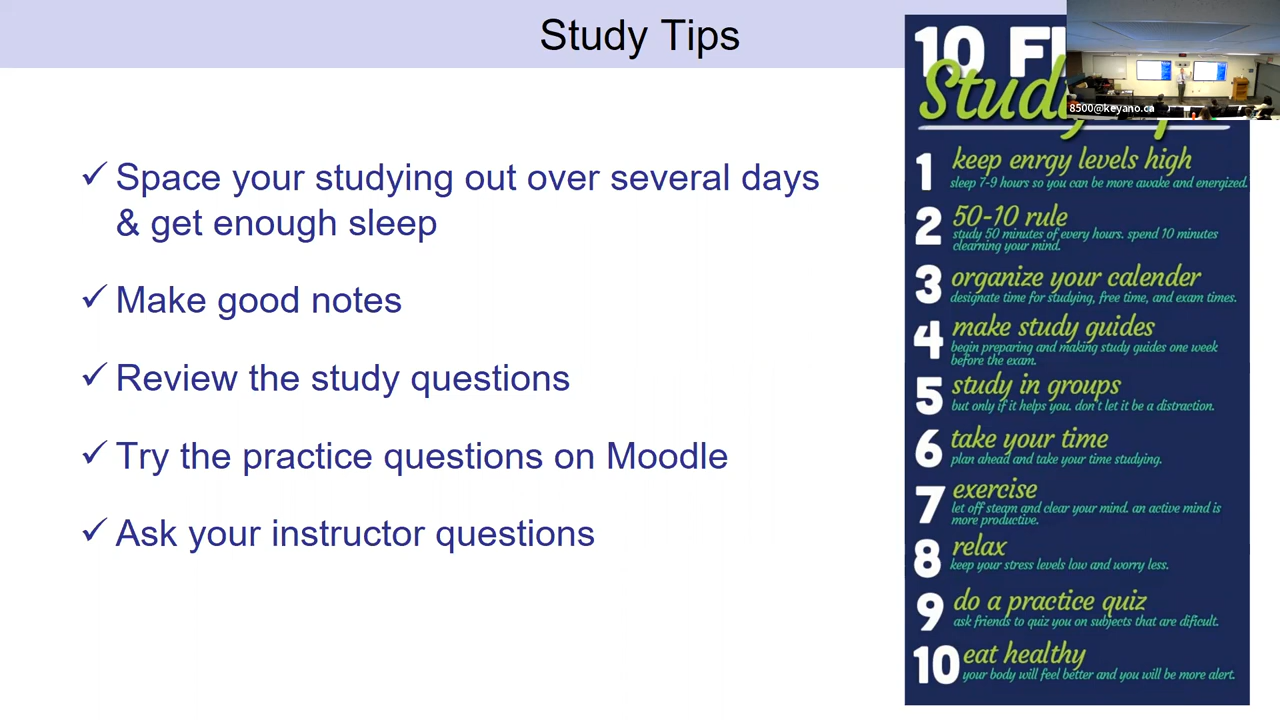 Study Tips
✓ Space your studying out over several days
& get enough sleep
✓ Make good notes
✓ Review the study questions
✓ Try the practice questions on Moodle
✓ Ask your instructor questions
10
8500@keyano.ca
1 keep enrgy levels high
sleep 7-9 hours so you can be more awake and energized.
2 50-10 rule
study 50 minutes of every hours. spend 10 minutes
clearning your mind.
3 organize your calender
designate time for studying, free time, and exam times.
4 make study guides
begin preparing and making study guides one week
before the exam.
5 study in groups
but only if it helps you. don't let it be a distraction.
6 take your time
plan ahead and take your time studying.
7 exercise
let off steam and clear your mind. an active mind is
more productive.
8 relax
keep your stress levels low and worry less.
9 do a practice quiz
ask friends to quiz you on subjects that are dificult.
10 eat healthy
your body will feel better and you will be more alert.